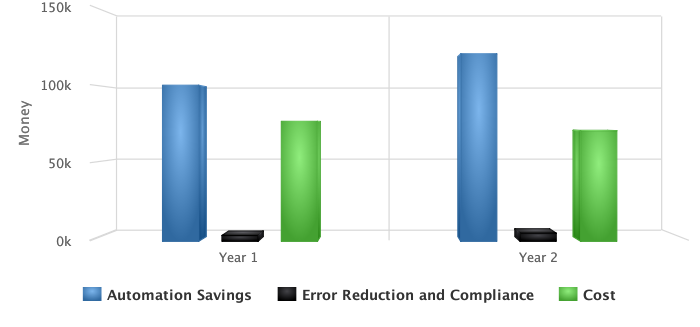 150k
100k
50k
0k
Money
Year 1
Year 2
Automation Savings
Error Reduction and Compliance
Cost